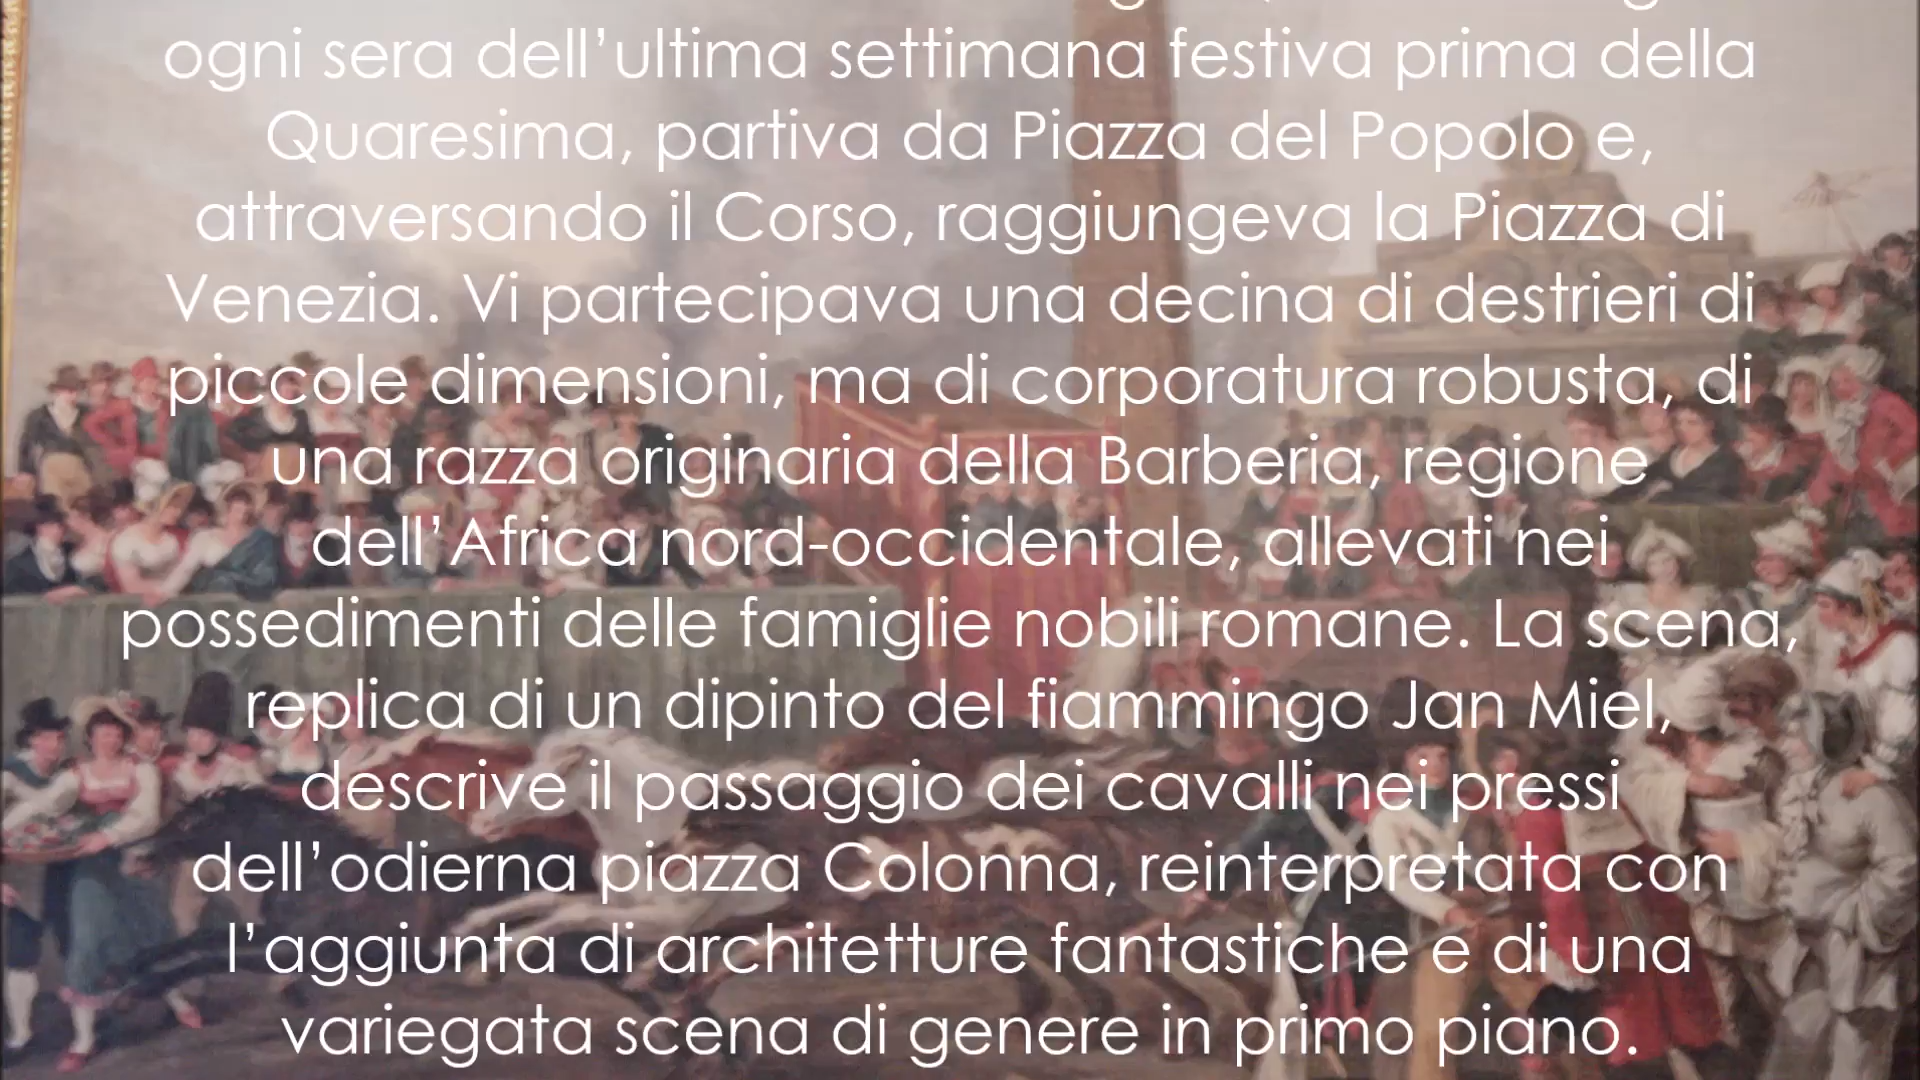 ogni sera dell’ultima settimana festiva prima della
Quaresima, partiva da Piazza del Popolo e,
attraversando il Corso, raggiungeva la Piazza di
Venezia. Vi partecipava una decina di destrieri di
piccole dimensioni, ma di corporatura robusta, di
una razza originaria della Barberia, regione
dell’Africa nord-occidentale, allevati nei
possedimenti delle famiglie nobili romane. La scena,
replica di un dipinto del fiammingo Jan Miel,
descrive il passaggio dei cavalli nei pressi
dell’odierna piazza Colonna, reinterpretata con
l’aggiunta di architetture fantastiche e di una
variegata scena di genere in primo piano.